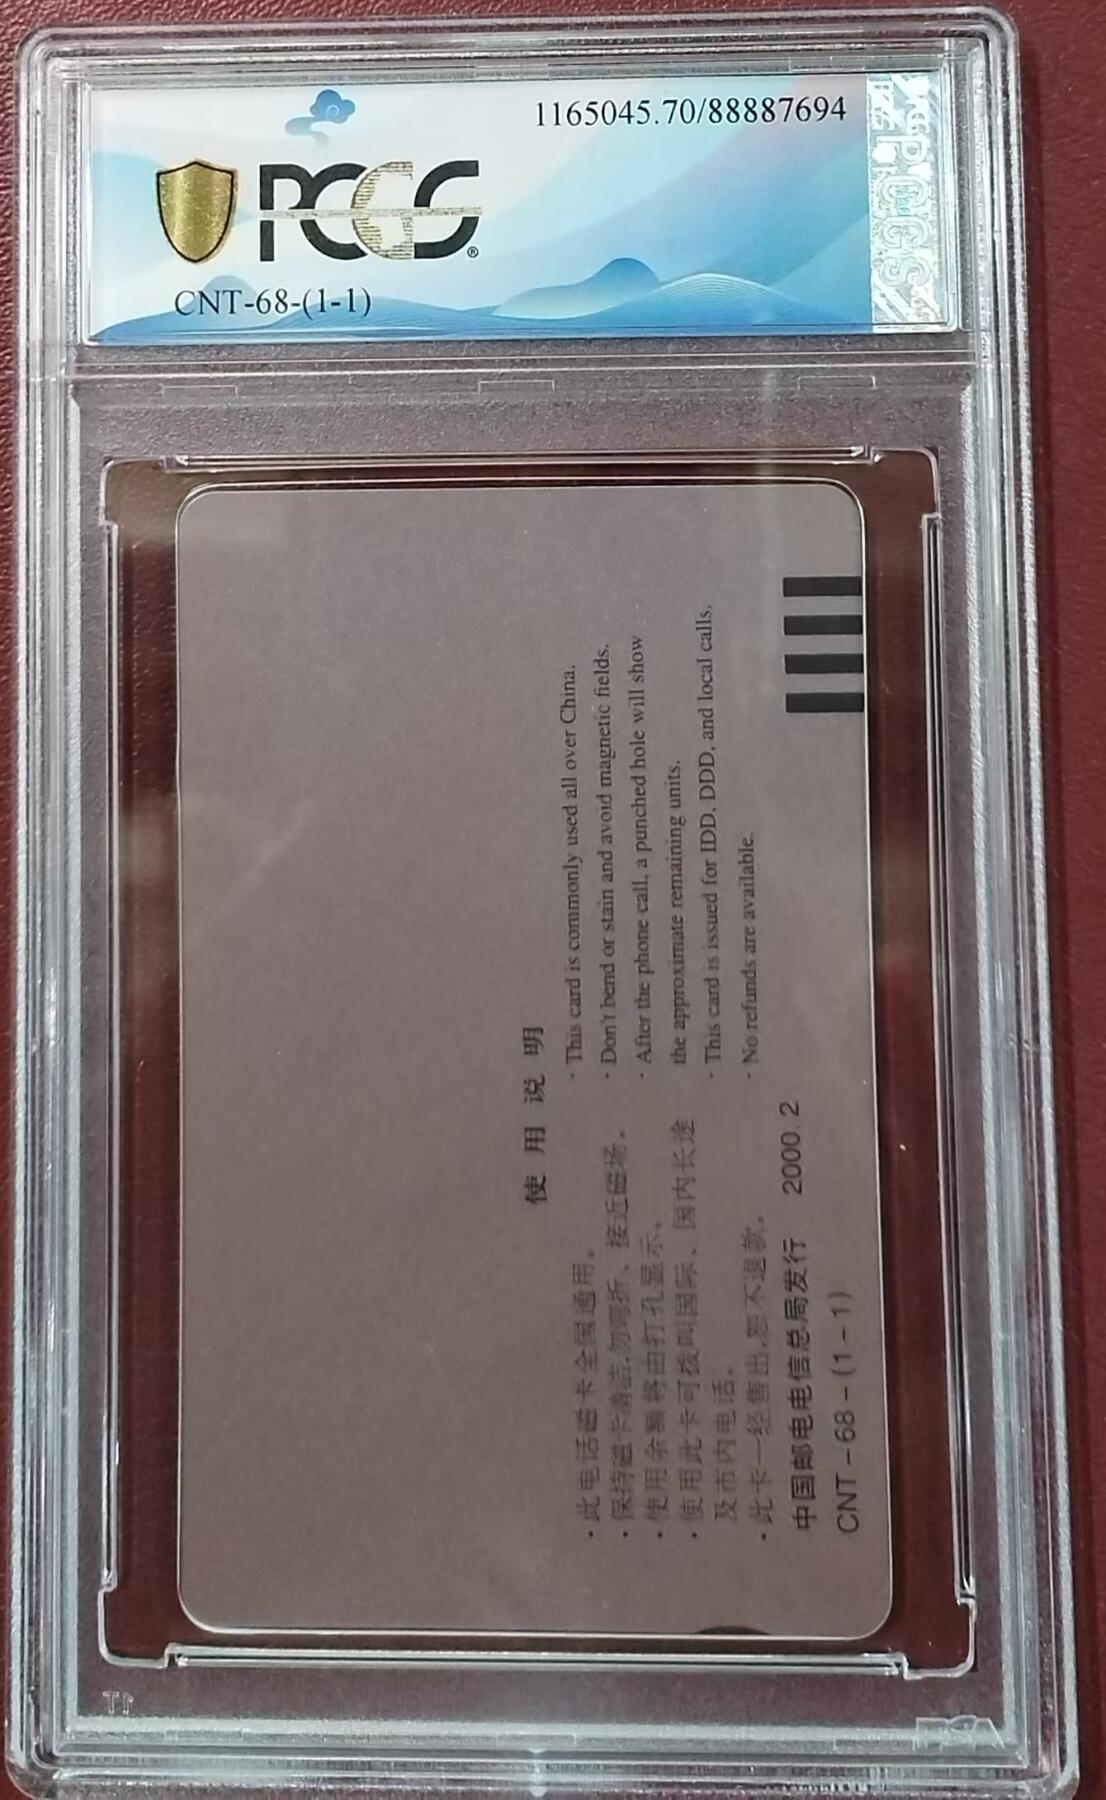 1165045.70/88887694
PCGS
CNT-68-(1-1)
使用说明
· 此电话磁卡全国通用。
· 保持磁卡清洁,勿弯折、接近磁场。
· 使用余额将由打孔显示。
· 使用此卡可拨叫国际、国内长途
及市内电话。
· 此卡一经售出,恕不退款。
· This card is commonly used all over China.
· Don't bend or stain and avoid magnetic fields.
· After the phone call, a punched hole will show
the approximate remaining units.
· This card is issued for IDD, DDD, and local calls.
· No refunds are available.
中国邮电电信总局发行 2000.2
CNT-68-(1-1)